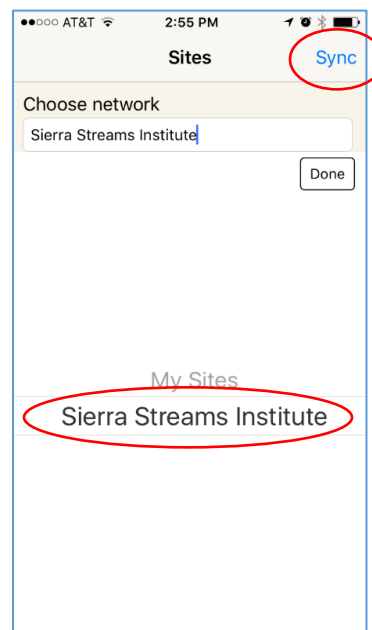 AT&T 2:55 PM
Sites Sync
Choose network
Sierra Streams Institute
Done
My Sites
Sierra Streams Institute